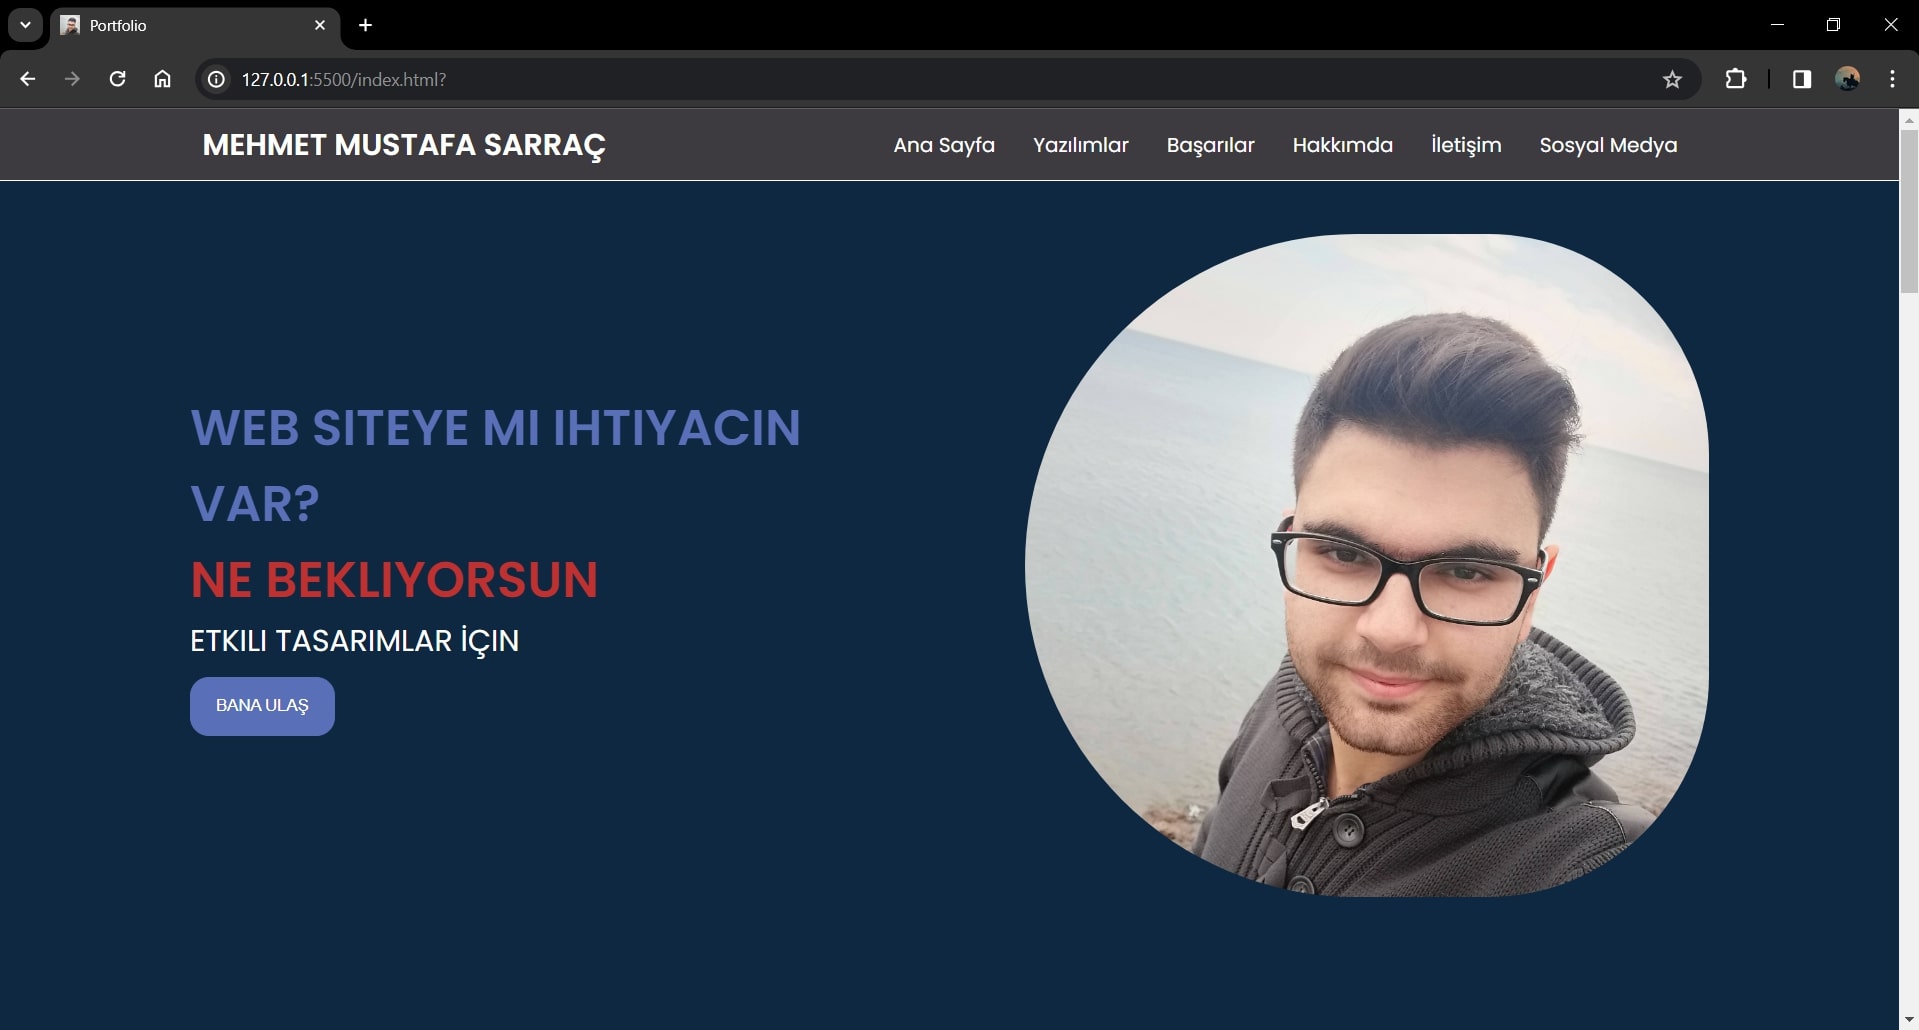 Portfolio
127.0.0.1:5500/index.html?
MEHMET MUSTAFA SARRAÇ
Ana Sayfa Yazılımlar Başarılar Hakkımda İletişim Sosyal Medya
WEB SITEYE MI IHTIYACIN
VAR?
NE BEKLIYORSUN
ETKILI TASARIMLAR İÇIN
BANA ULAŞ